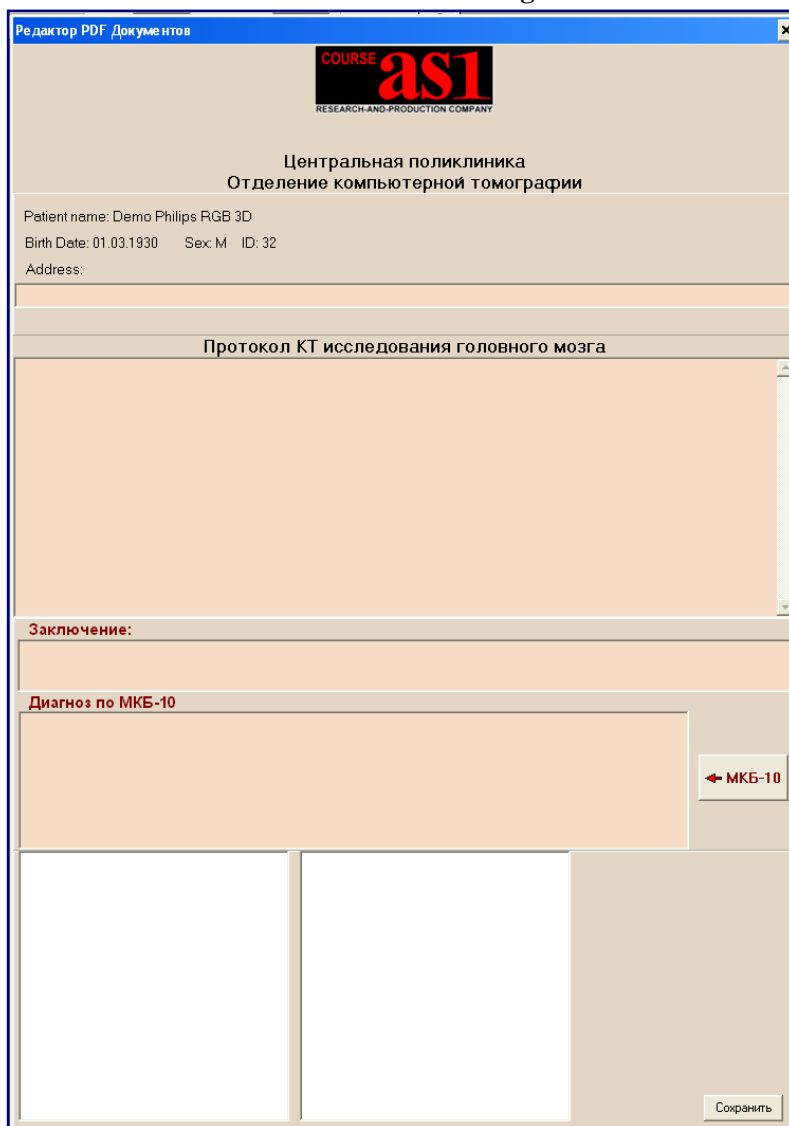 Редактор PDF Документов
COURSE
as1
RESEARCH-AND-PRODUCTION COMPANY
Центральная поликлиника
Отделение компьютерной томографии
Patient name: Demo Philips RGB 3D
Birth Date: 01.03.1930 Sex: M ID: 32
Address:
Протокол КТ исследования головного мозга
Заключение:
Диагноз по МКБ-10
МКБ-10
Сохранить